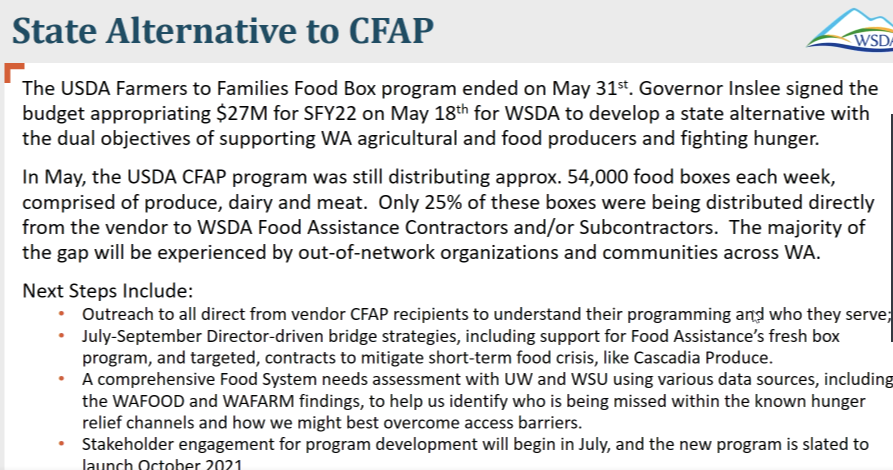 State Alternative to CFAP
WSDA
The USDA Farmers to Families Food Box program ended on May 31st. Governor Inslee signed the
budget appropriating $27M for SFY22 on May 18th for WSDA to develop a state alternative with
the dual objectives of supporting WA agricultural and food producers and fighting hunger.
In May, the USDA CFAP program was still distributing approx. 54,000 food boxes each week,
comprised of produce, dairy and meat. Only 25% of these boxes were being distributed directly
from the vendor to WSDA Food Assistance Contractors and/or Subcontractors. The majority of
the gap will be experienced by out-of-network organizations and communities across WA.
Next Steps Include:
• Outreach to all direct from vendor CFAP recipients to understand their programming and who they serve;
• July-September Director-driven bridge strategies, including support for Food Assistance's fresh box
program, and targeted, contracts to mitigate short-term food crisis, like Cascadia Produce.
• A comprehensive Food System needs assessment with UW and WSU using various data sources, including
the WAFOOD and WAFARM findings, to help us identify who is being missed within the known hunger
relief channels and how we might best overcome access barriers.
• Stakeholder engagement for program development will begin in July, and the new program is slated to
launch October 2021